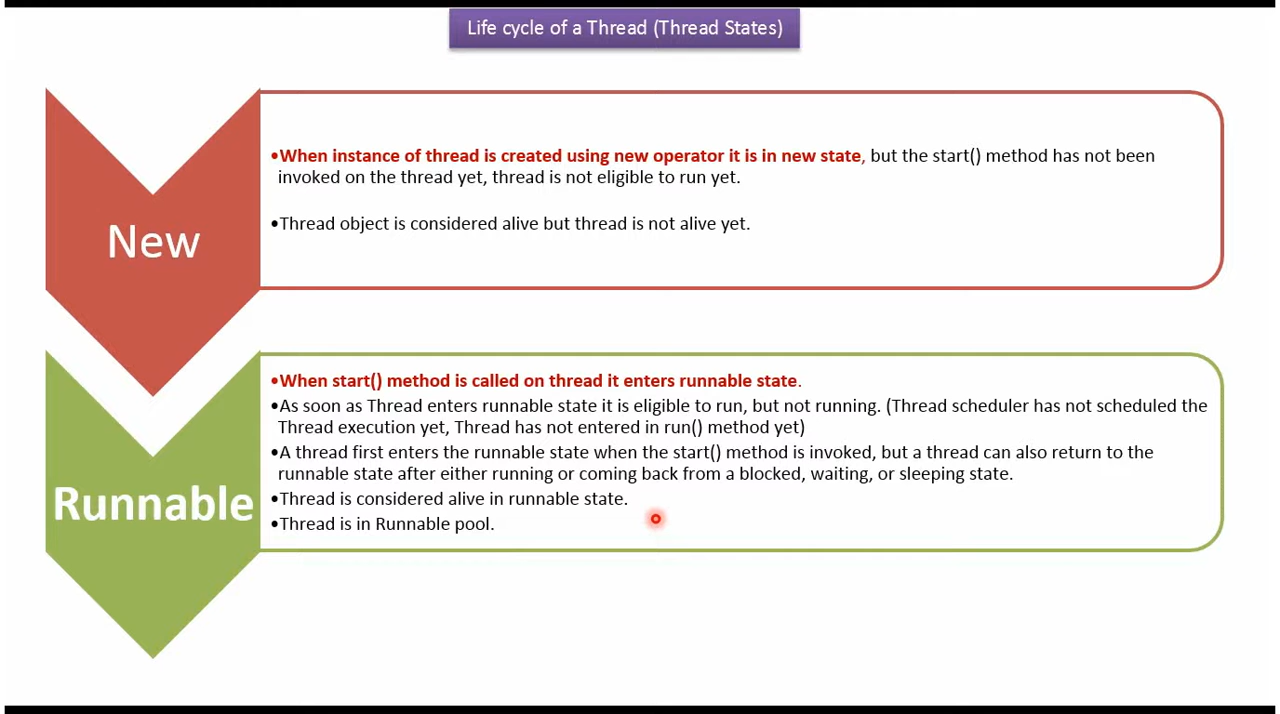 Life cycle of a Thread (Thread States)
New
•When instance of thread is created using new operator it is in new state, but the start() method has not been
invoked on the thread yet, thread is not eligible to run yet.
•Thread object is considered alive but thread is not alive yet.
Runnable
•When start() method is called on thread it enters runnable state.
•As soon as Thread enters runnable state it is eligible to run, but not running. (Thread scheduler has not scheduled the
Thread execution yet, Thread has not entered in run() method yet)
•A thread first enters the runnable state when the start() method is invoked, but a thread can also return to the
runnable state after either running or coming back from a blocked, waiting, or sleeping state.
•Thread is considered alive in runnable state.
•Thread is in Runnable pool.